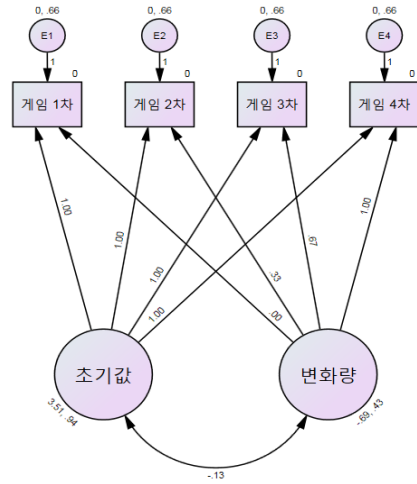 0, .66
0, .66
0, .66
0, .66
E1
E2
E3
E4
1
0
1
0
1
0
1
0
게임 1차
게임 2차
게임 3차
게임 4차
1.00
1.00
1.00
1.00
.00
.33
.67
1.00
초기값
변화량
3.51, .94
-.69, .43
-.13